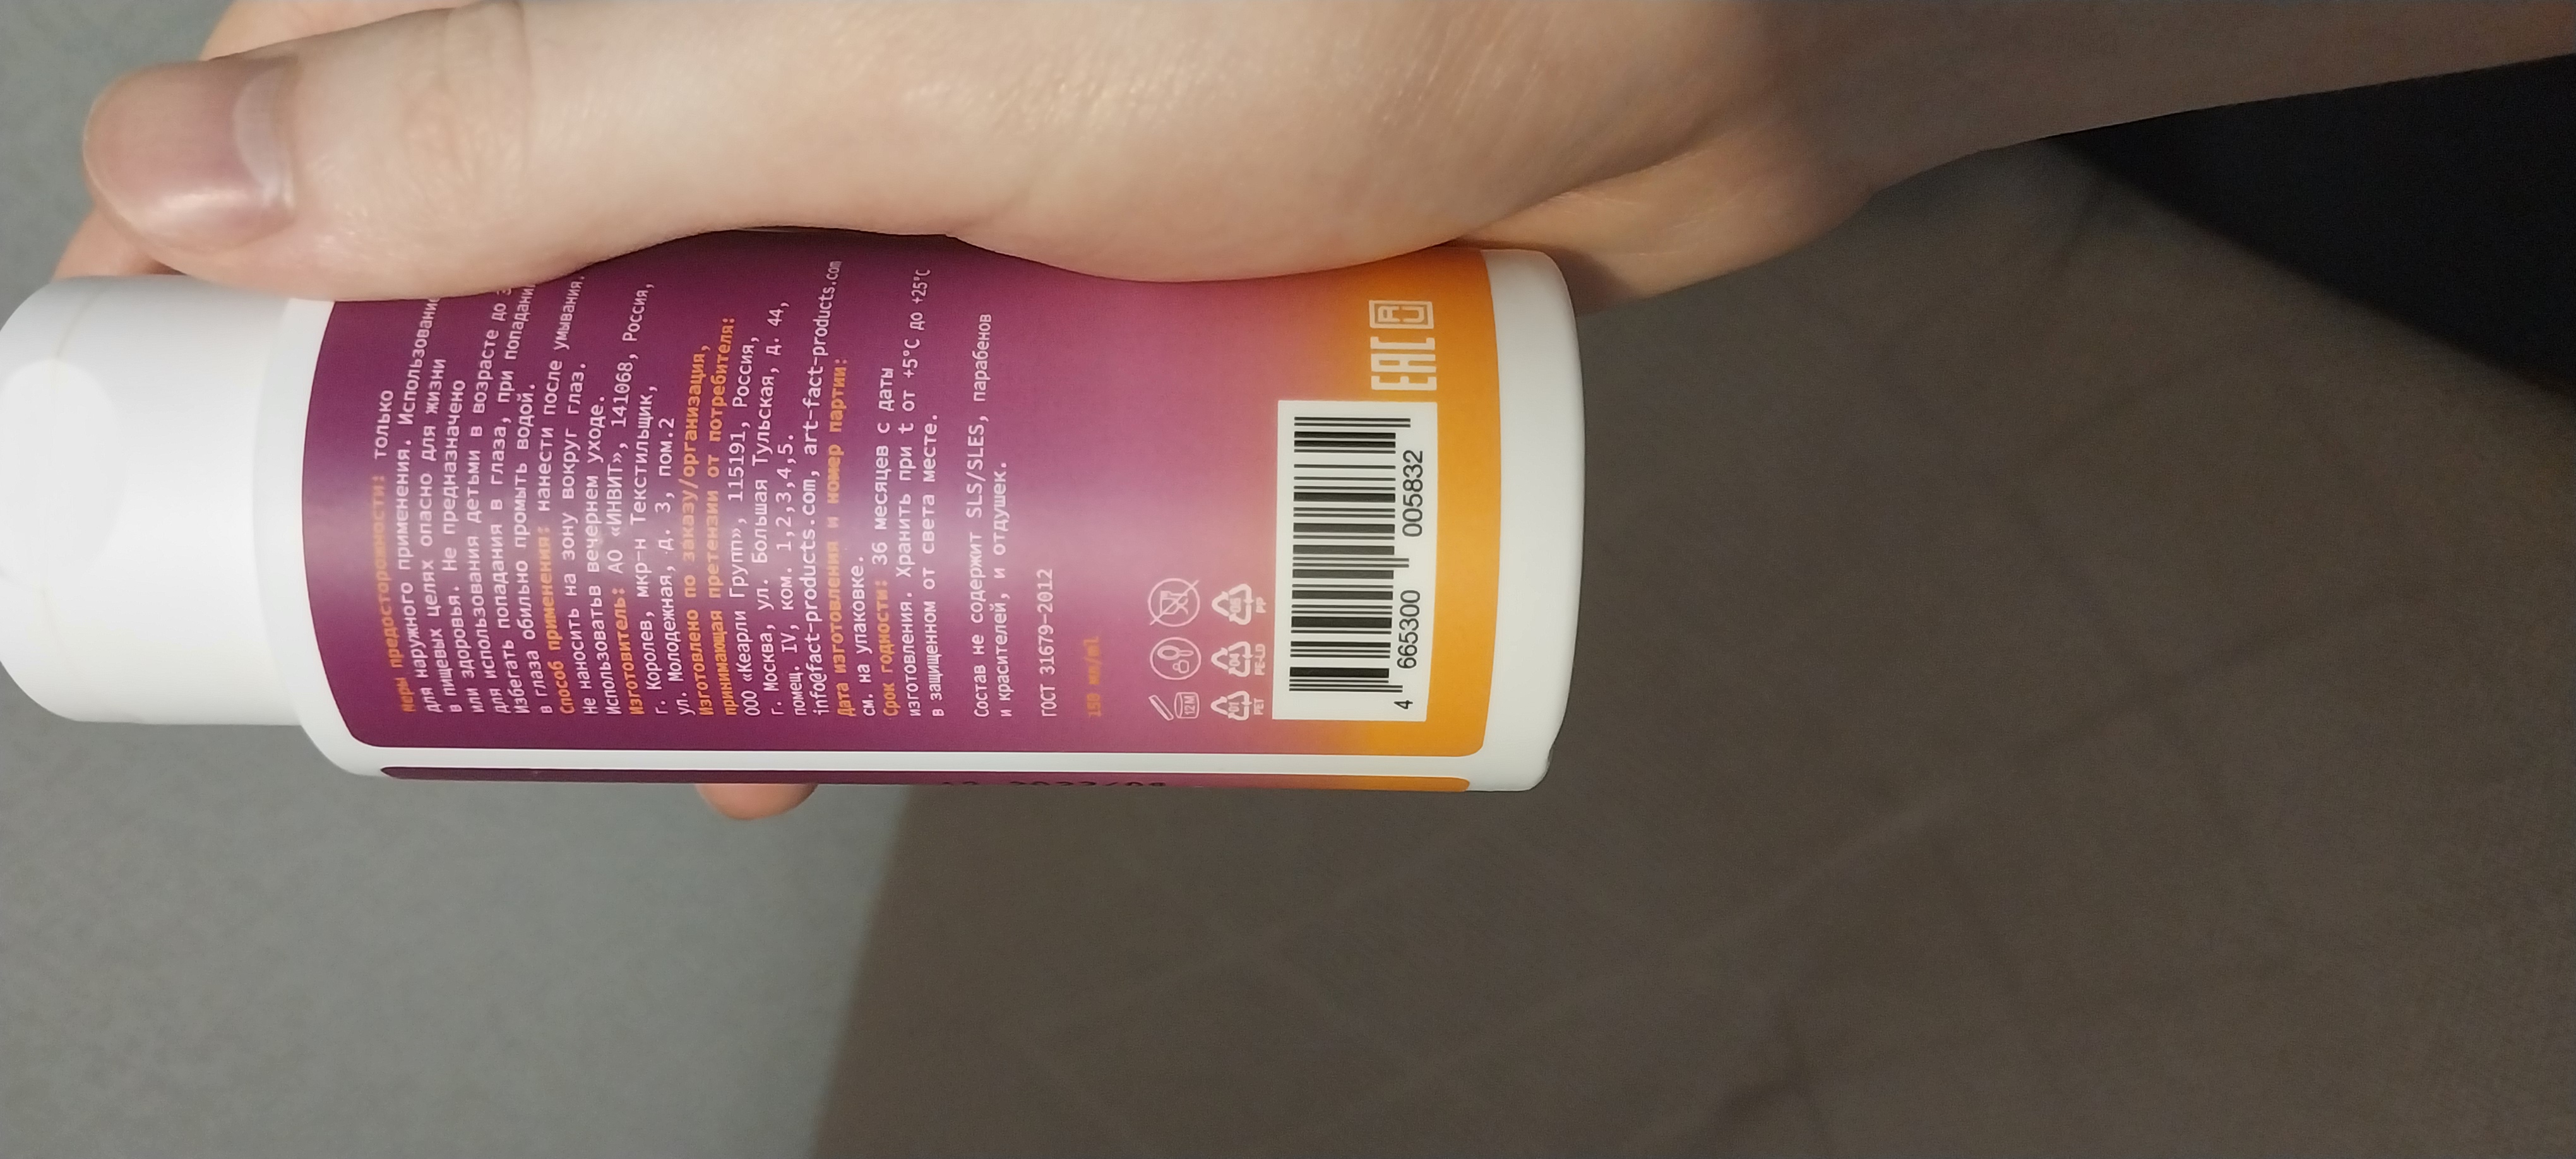 Меры предосторожности: только
для наружного применения. Использование
в пищевых целях опасно для жизни
или здоровья. Не предназначено
для использования детьми в возрасте до 3
Избегать попадания в глаза, при попадании
в глаза обильно промыть водой.
Способ применения: нанести после умывания.
Не наносить на зону вокруг глаз.
Использоватьв вечернем уходе.
Изготовитель: АО «ИНВИТ», 141068, Россия,
г. Королев, мкр-н Текстильщик,
ул. Молодежная, д. 3, пом.2
Изготовлено по заказу/организация,
принимающая претензии от потребителя:
ООО «Кеарли Групп», 115191, Россия,
г. Москва, ул. Большая Тульская, д. 44,
помещ. IV, ком. 1,2,3,4,5.
info@fact-products.com, art-fact-products.com
Дата изготовления и номер партии:
см. на упаковке.
Срок годности: 36 месяцев с даты
изготовления. Хранить при t от +5°C до +25°C
в защищенном от света месте.
Состав не содержит SLS/SLES, парабенов
и красителей, и отдушек.
ГОСТ 31679-2012
150 мл/ml
12M
01 04 05
PET PE-LD PP
4 665300 005832
EAC RU